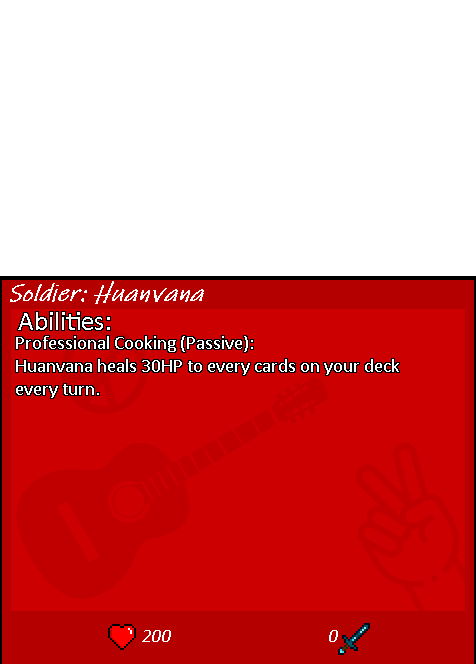 Soldier: Huanvana
Abilities:
Professional Cooking (Passive):
Huanvana heals 30HP to every cards on your deck
every turn.
200
0